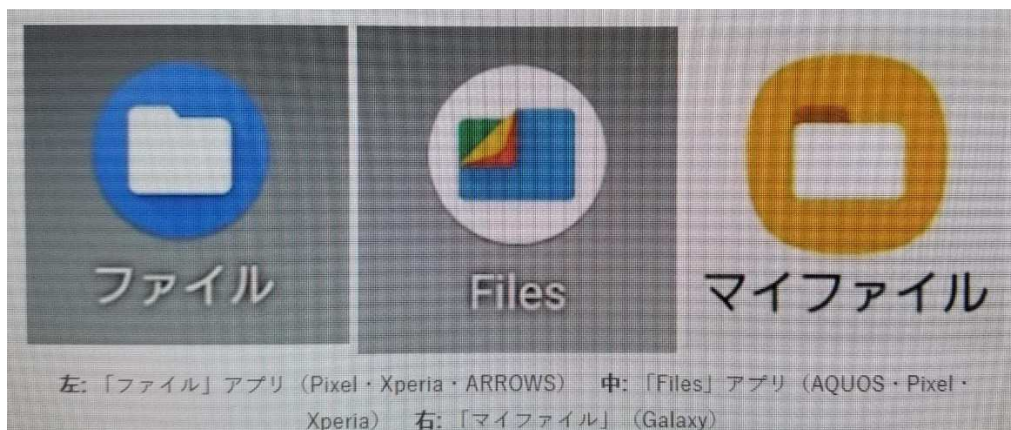 ファイル
Files
マイファイル
左: 「ファイル」アプリ（Pixel・Xperia・ARROWS） 中: 「Files」アプリ（AQUOS・Pixel・
Xperia） 右: 「マイファイル」（Galaxy）